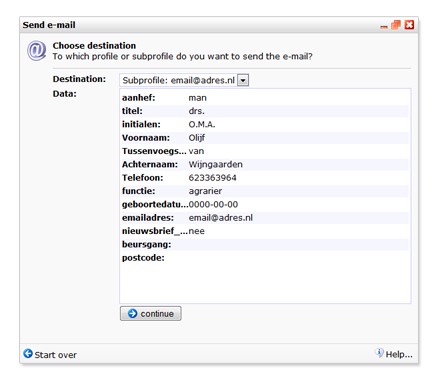 Send e-mail
Choose destination
To which profile or subprofile do you want to send the e-mail?
Destination: Subprofile: email@adres.nl
Data:
aanhef: man
titel: drs.
initialen: O.M.A.
Voornaam: Olijf
Tussenvoegs... van
Achternaam: Wijngaarden
Telefoon: 623363964
functie: agrarier
geboortedatu... 0000-00-00
emailadres: email@adres.nl
nieuwsbrief_... nee
beursgang:
postcode:
continue
Start over Help...